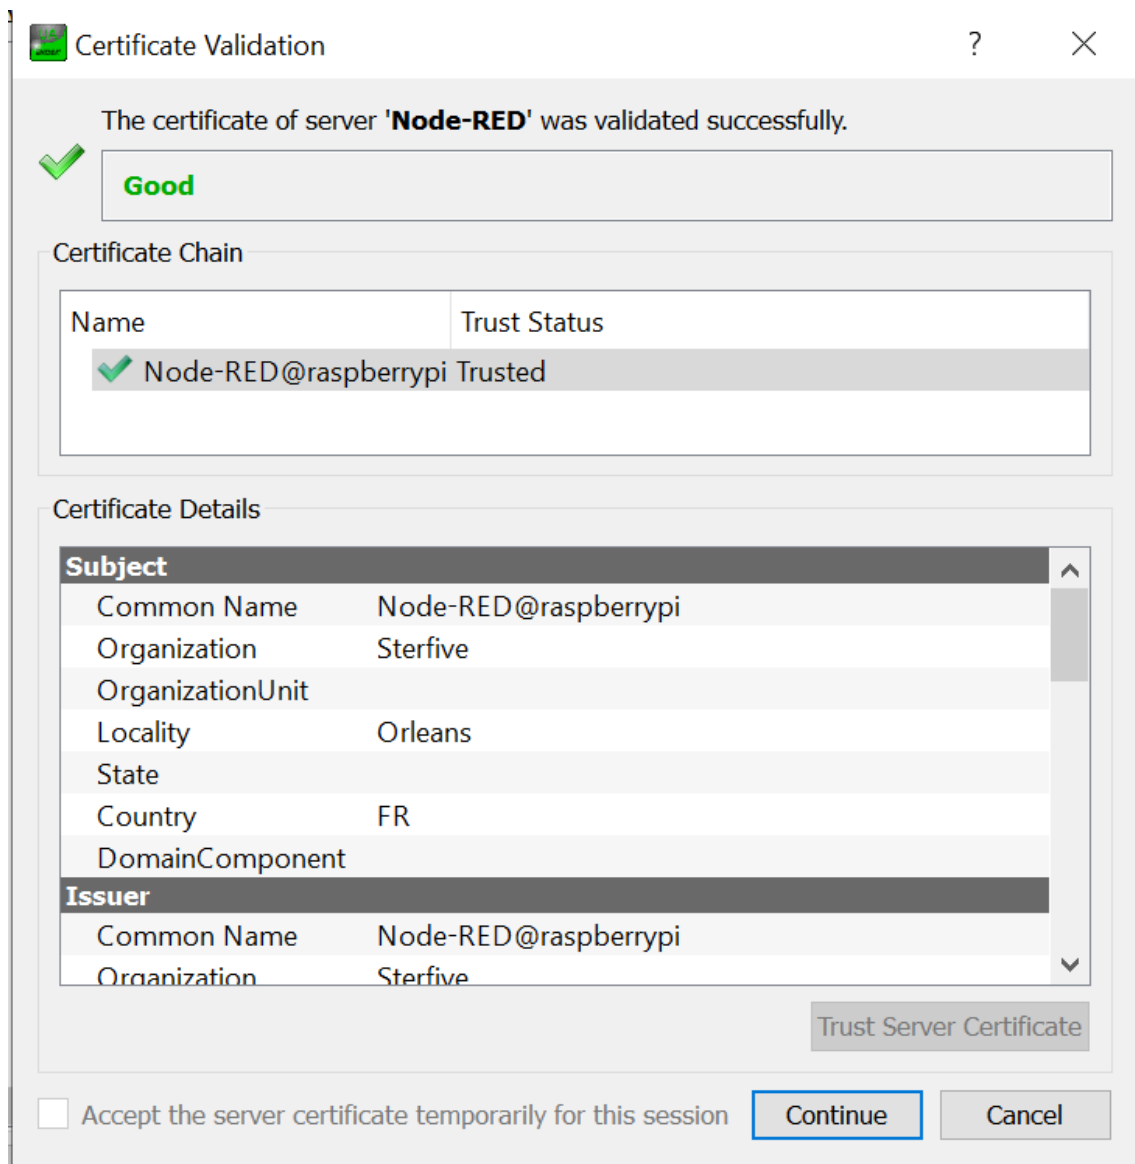 Certificate Validation
?
The certificate of server 'Node-RED' was validated successfully.
Good
Certificate Chain
Name Trust Status
Node-RED@raspberrypi Trusted
Certificate Details
Subject
Common Name Node-RED@raspberrypi
Organization Sterfive
OrganizationUnit
Locality Orleans
State
Country FR
DomainComponent
Issuer
Common Name Node-RED@raspberrypi
Organization Sterfive
Trust Server Certificate
Accept the server certificate temporarily for this session Continue Cancel